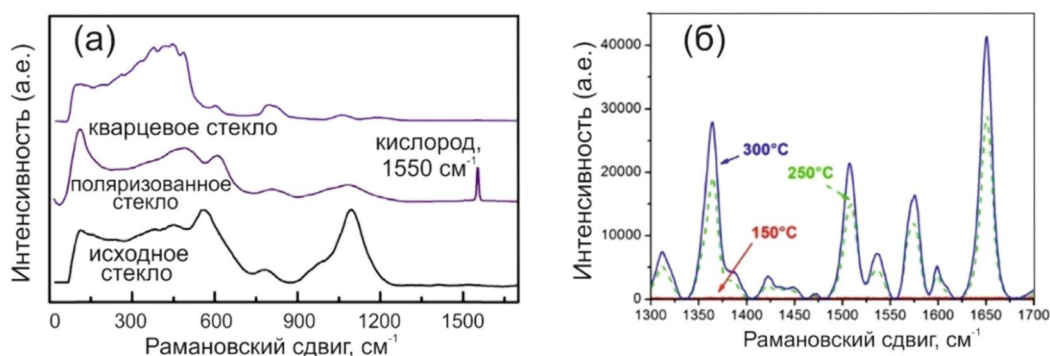 (а)
Интенсивность (а.е.)
кварцевое стекло
кислород,
1550 см⁻¹
поляризованное
стекло
исходное
стекло
0 300 600 900 1200 1500
Рамановский сдвиг, см⁻¹
(б)
Интенсивность (а.е.)
40000
30000
20000
10000
0
300°C
250°C
150°C
1300 1350 1400 1450 1500 1550 1600 1650 1700
Рамановский сдвиг, см⁻¹